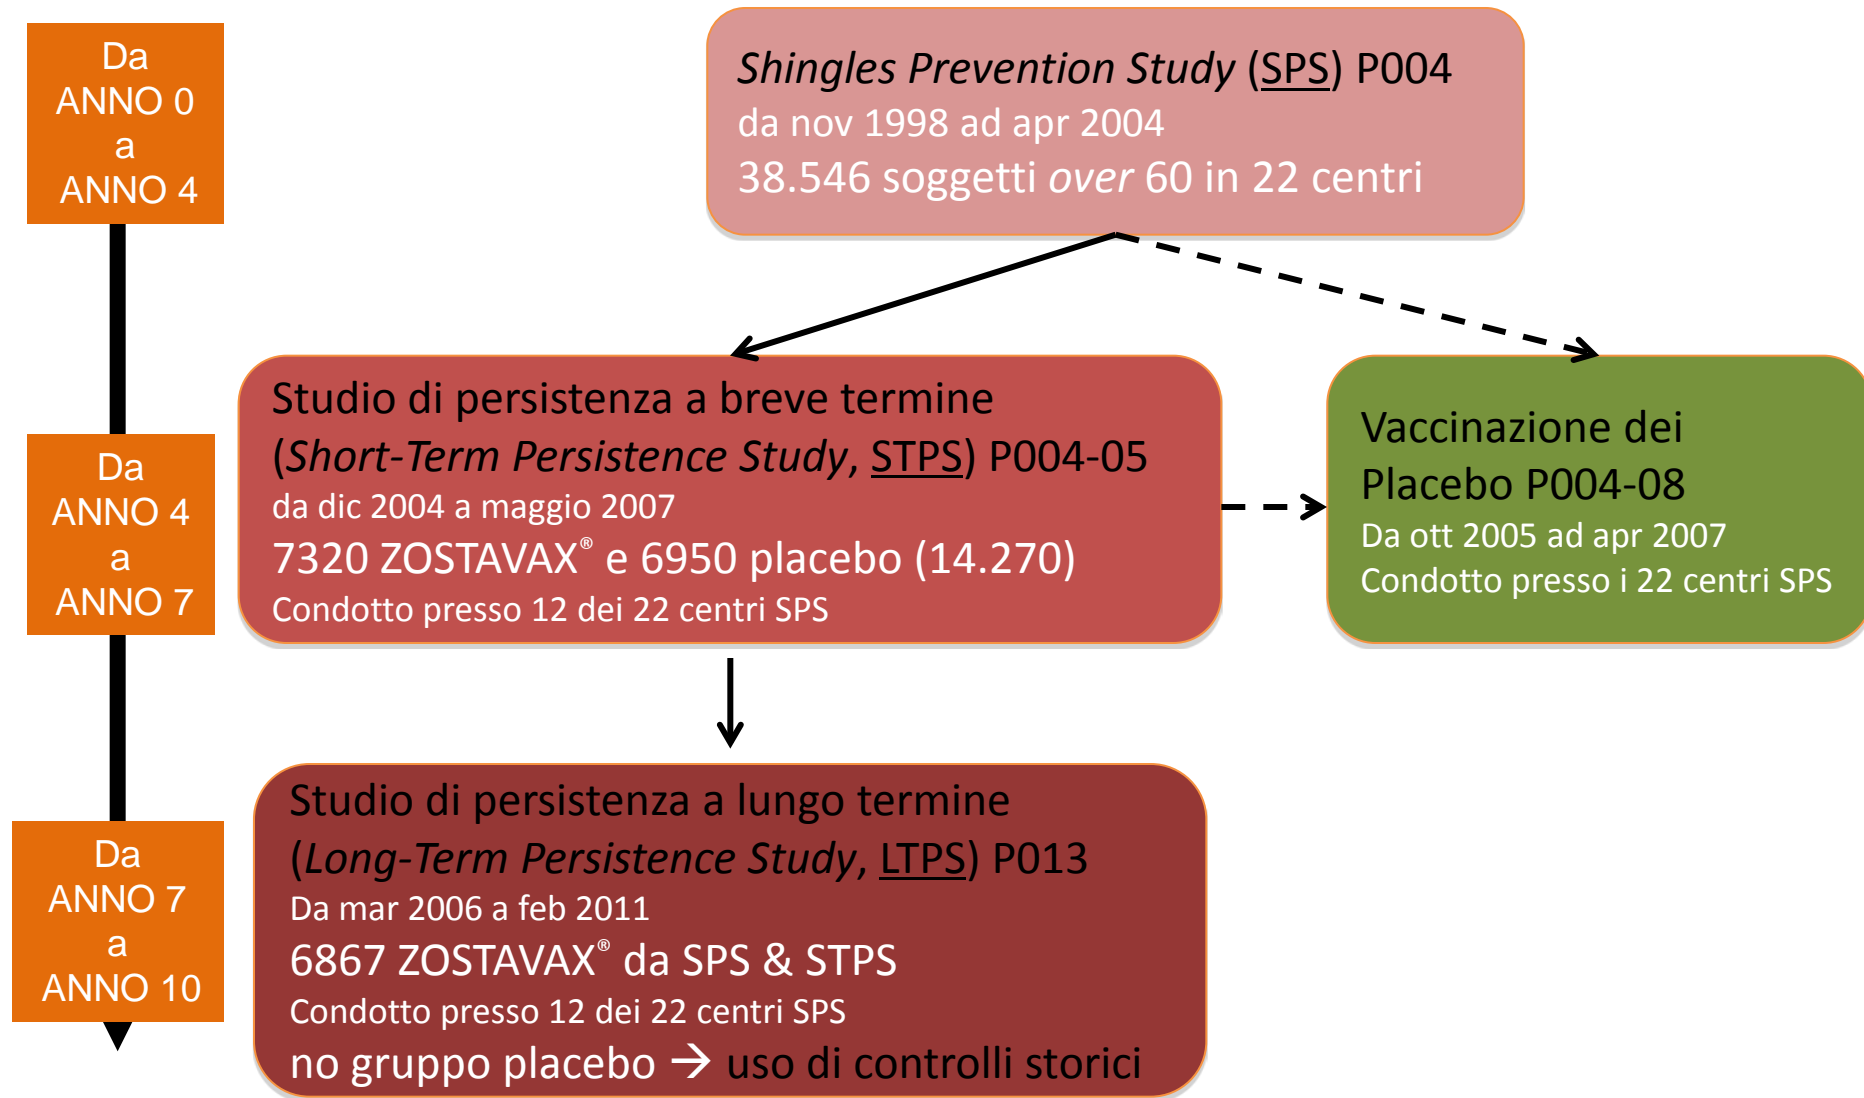 Da
ANNO 0
a
ANNO 4
Shingles Prevention Study (SPS) P004
da nov 1998 ad apr 2004
38.546 soggetti over 60 in 22 centri
Da
ANNO 4
a
ANNO 7
Studio di persistenza a breve termine
(Short-Term Persistence Study, STPS) P004-05
da dic 2004 a maggio 2007
7320 ZOSTAVAX® e 6950 placebo (14.270)
Condotto presso 12 dei 22 centri SPS
Vaccinazione dei
Placebo P004-08
Da ott 2005 ad apr 2007
Condotto presso i 22 centri SPS
Da
ANNO 7
a
ANNO 10
Studio di persistenza a lungo termine
(Long-Term Persistence Study, LTPS) P013
Da mar 2006 a feb 2011
6867 ZOSTAVAX® da SPS & STPS
Condotto presso 12 dei 22 centri SPS
no gruppo placebo → uso di controlli storici